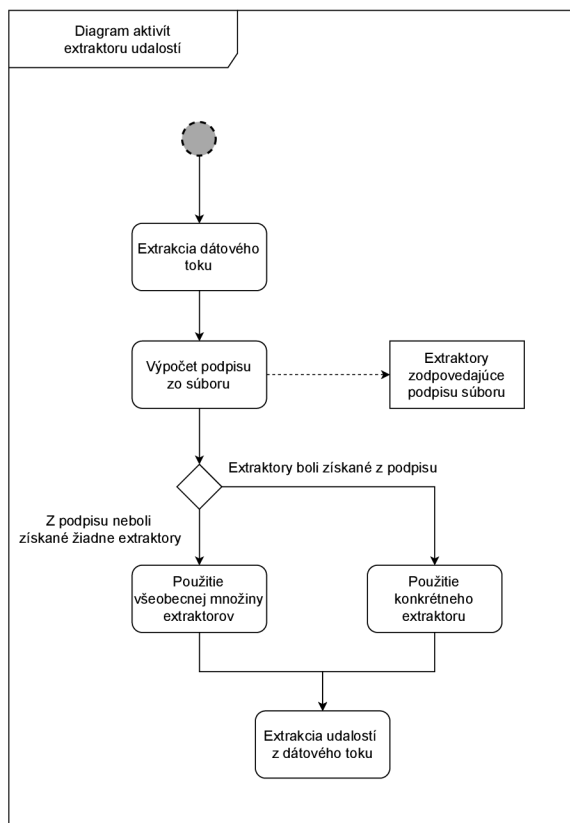 Diagram aktivít
extraktoru udalostí
Extrakcia dátového
toku
Výpočet podpisu
zo súboru
Extraktory
zodpovedajúce
podpisu súboru
Extraktory boli získané z podpisu
Z podpisu neboli
získané žiadne extraktory
Použitie
všeobecnej množiny
extraktorov
Použitie
konkrétneho
extraktoru
Extrakcia udalostí
z dátového toku